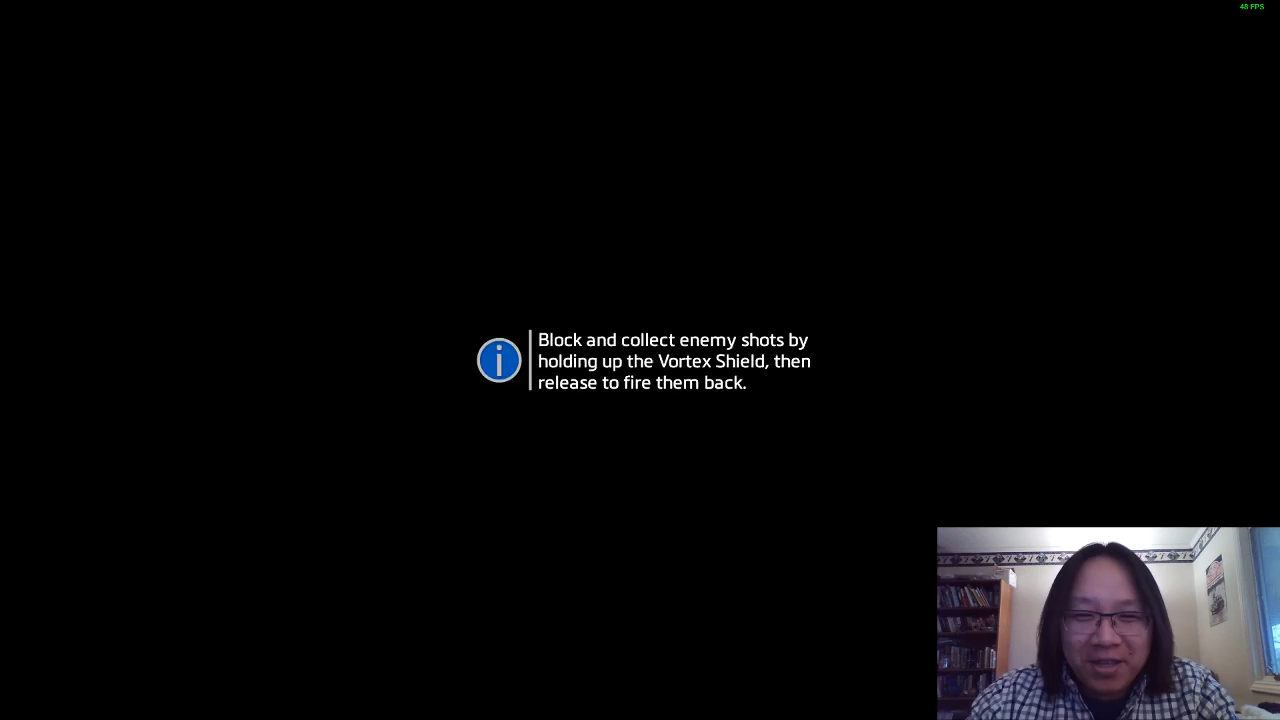 48 FPS
Block and collect enemy shots by
holding up the Vortex Shield, then
release to fire them back.